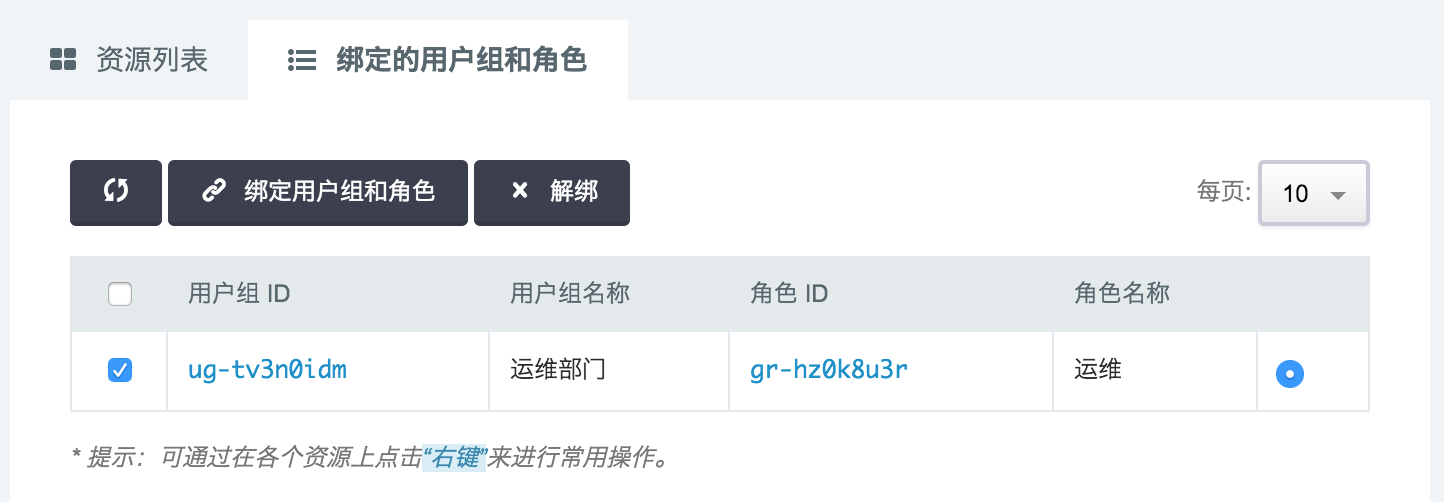 资源列表 绑定的用户组和角色
绑定用户组和角色 解绑 每页: 10
用户组 ID 用户组名称 角色 ID 角色名称
ug-tv3n0idm 运维部门 gr-hz0k8u3r 运维
* 提示：可通过在各个资源上点击“右键”来进行常用操作。